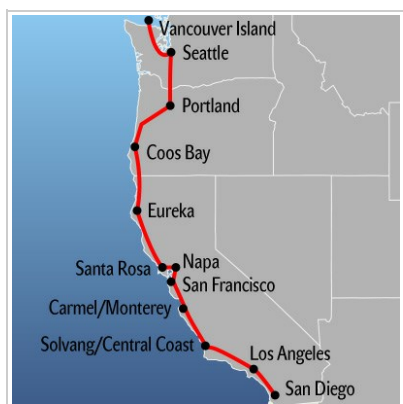 Vancouver Island
Seattle
Portland
Coos Bay
Eureka
Santa Rosa
Napa
San Francisco
Carmel/Monterey
Solvang/Central Coast
Los Angeles
San Diego